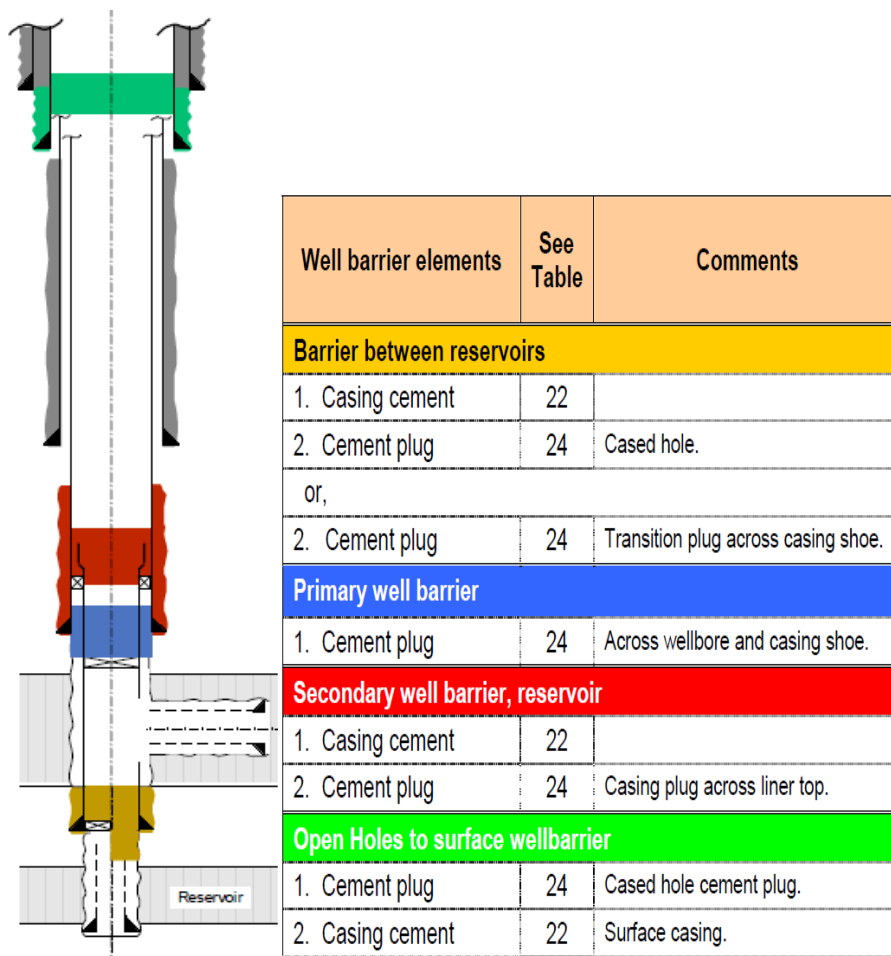 Well barrier elements See Table Comments
Barrier between reservoirs
1. Casing cement 22
2. Cement plug 24 Cased hole.
or,
2. Cement plug 24 Transition plug across casing shoe.
Primary well barrier
1. Cement plug 24 Across wellbore and casing shoe.
Secondary well barrier, reservoir
1. Casing cement 22
2. Cement plug 24 Casing plug across liner top.
Open Holes to surface wellbarrier
1. Cement plug 24 Cased hole cement plug.
2. Casing cement 22 Surface casing.
Reservoir